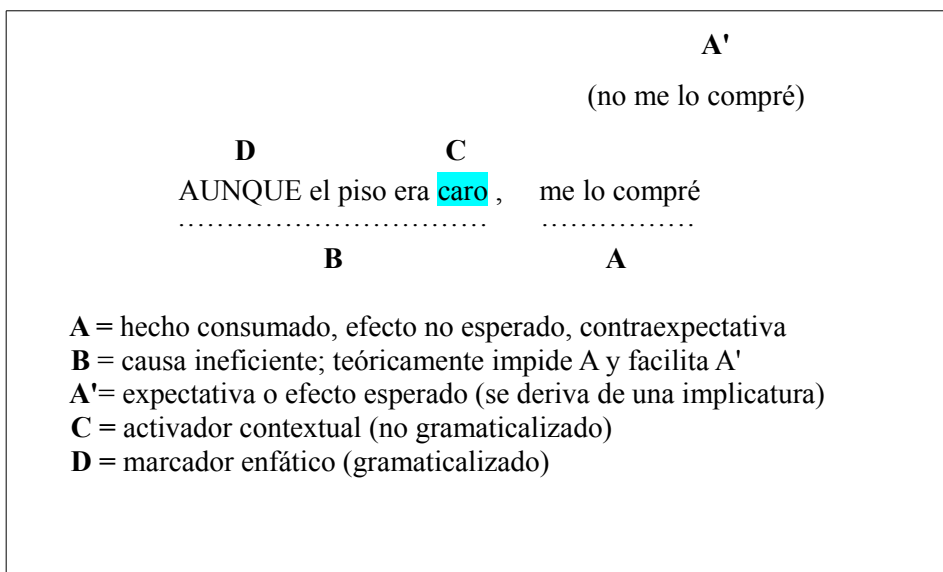 A'
(no me lo compré)
D C
AUNQUE el piso era caro , me lo compré
…………………………… ……………
B A
A = hecho consumado, efecto no esperado, contraexpectativa
B = causa ineficiente; teóricamente impide A y facilita A'
A'= expectativa o efecto esperado (se deriva de una implicatura)
C = activador contextual (no gramaticalizado)
D = marcador enfático (gramaticalizado)